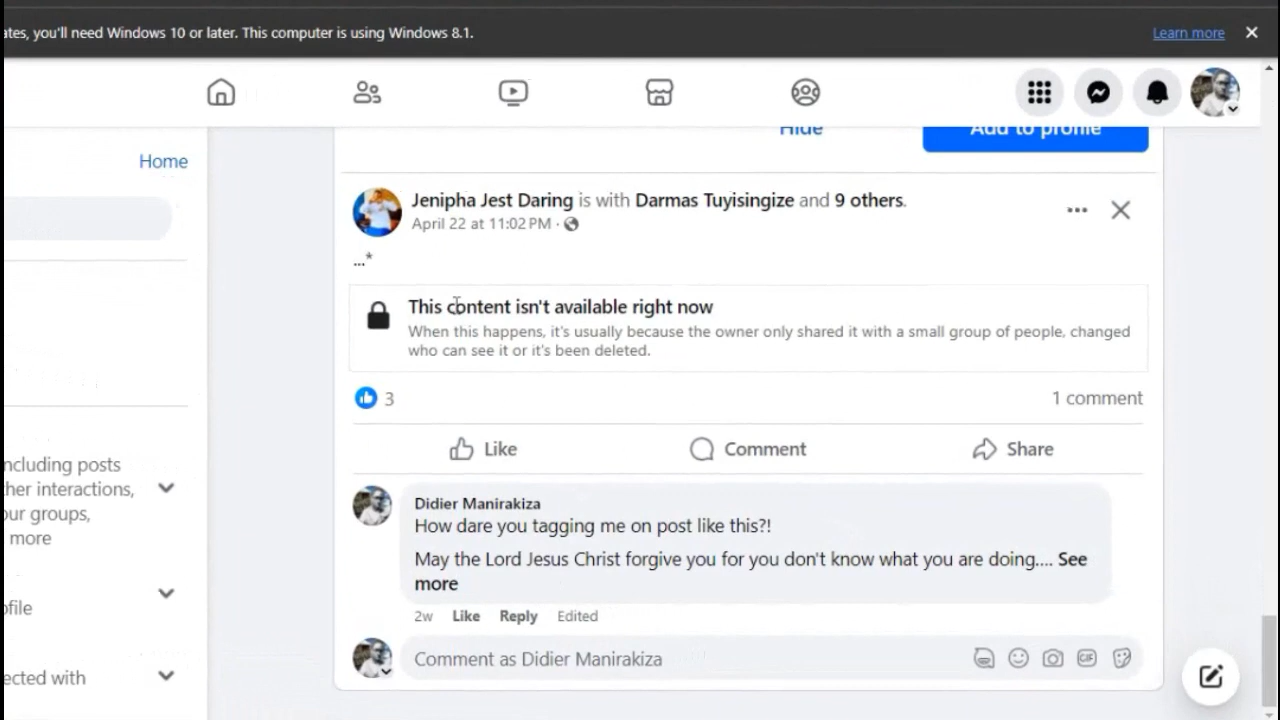 ates, you'll need Windows 10 or later. This computer is using Windows 8.1.
Learn more
Home
Hide
Add to profile
Jenipha Jest Daring is with Darmas Tuyisingize and 9 others.
April 22 at 11:02 PM ·
...*
This content isn't available right now
When this happens, it's usually because the owner only shared it with a small group of people, changed
who can see it or it's been deleted.
3
1 comment
Like
Comment
Share
Didier Manirakiza
How dare you tagging me on post like this?!
May the Lord Jesus Christ forgive you for you don't know what you are doing.... See
more
2w Like Reply Edited
Comment as Didier Manirakiza
GIF
ncluding posts
her interactions,
our groups,
more
ofile
ected with